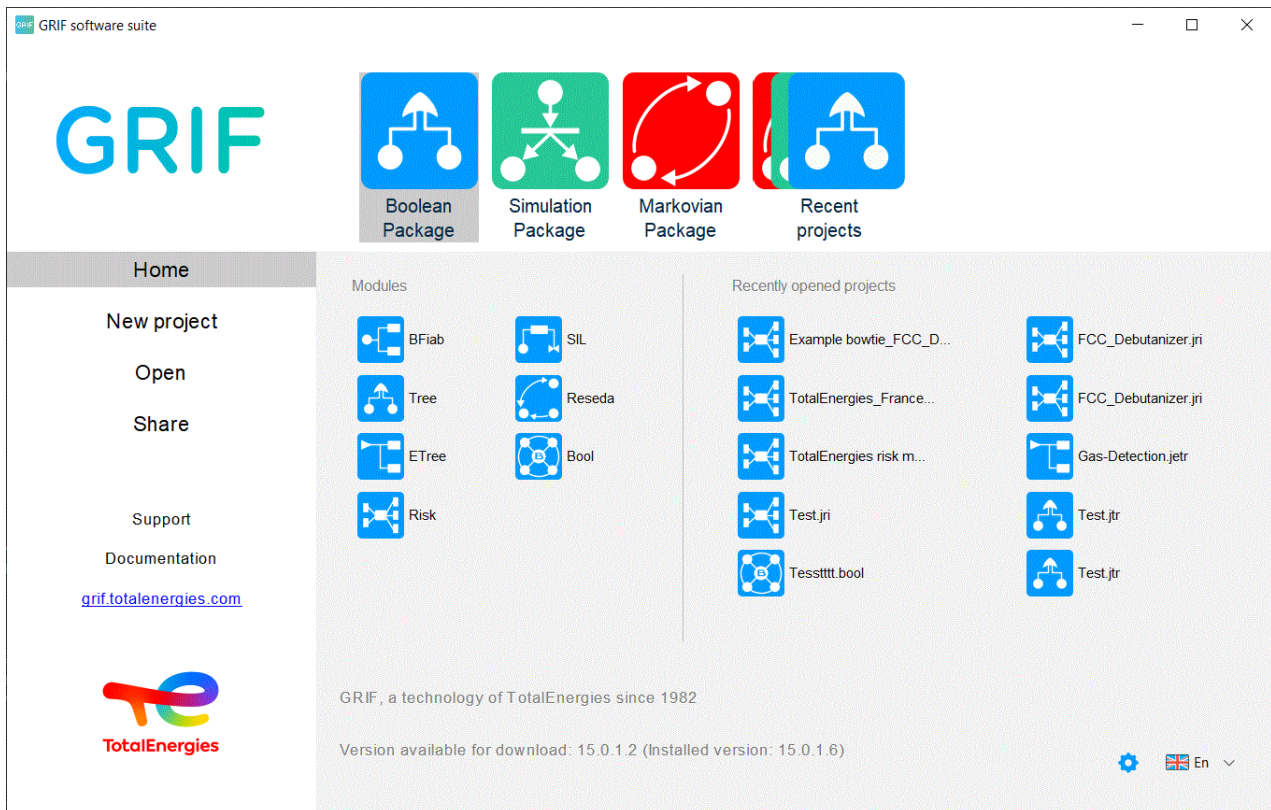 GRIF software suite
GRIF
Boolean
Package
Simulation
Package
Markovian
Package
Recent
projects
Home
New project
Open
Share
Support
Documentation
grif.totalenergies.com
TotalEnergies
Modules
BFiab
SIL
Tree
Reseda
ETree
Bool
Risk
Recently opened projects
Example bowtie_FCC_D...
FCC_Debutanizer.jri
TotalEnergies_France...
FCC_Debutanizer.jri
TotalEnergies risk m...
Gas-Detection.jetr
Test.jri
Test.jtr
Tesstttt.bool
Test.jtr
GRIF, a technology of TotalEnergies since 1982
Version available for download: 15.0.1.2 (Installed version: 15.0.1.6)
En